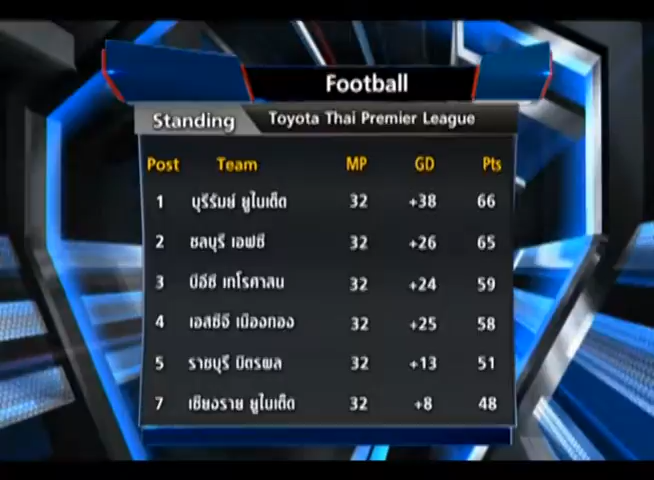 Football
Standing Toyota Thai Premier League
Post Team MP GD Pts
1 บุรีรัมย์ ยูไนเต็ด 32 +38 66
2 ชลบุรี เอฟซี 32 +26 65
3 บีอีซี เทโรศาสน 32 +24 59
4 เอสซีจี เมืองทอง 32 +25 58
5 ราชบุรี มิตรผล 32 +13 51
7 เชียงราย ยูไนเต็ด 32 +8 48